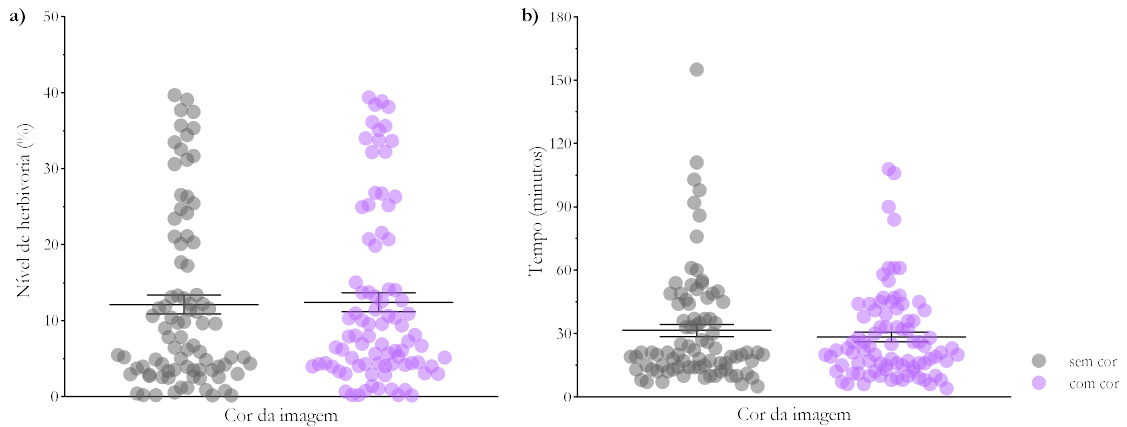 a)
Nível de herbivoria (%)
50
40
30
20
10
0
Cor da imagem
b)
Tempo (minutos)
180
150
120
90
60
30
0
Cor da imagem
sem cor
com cor